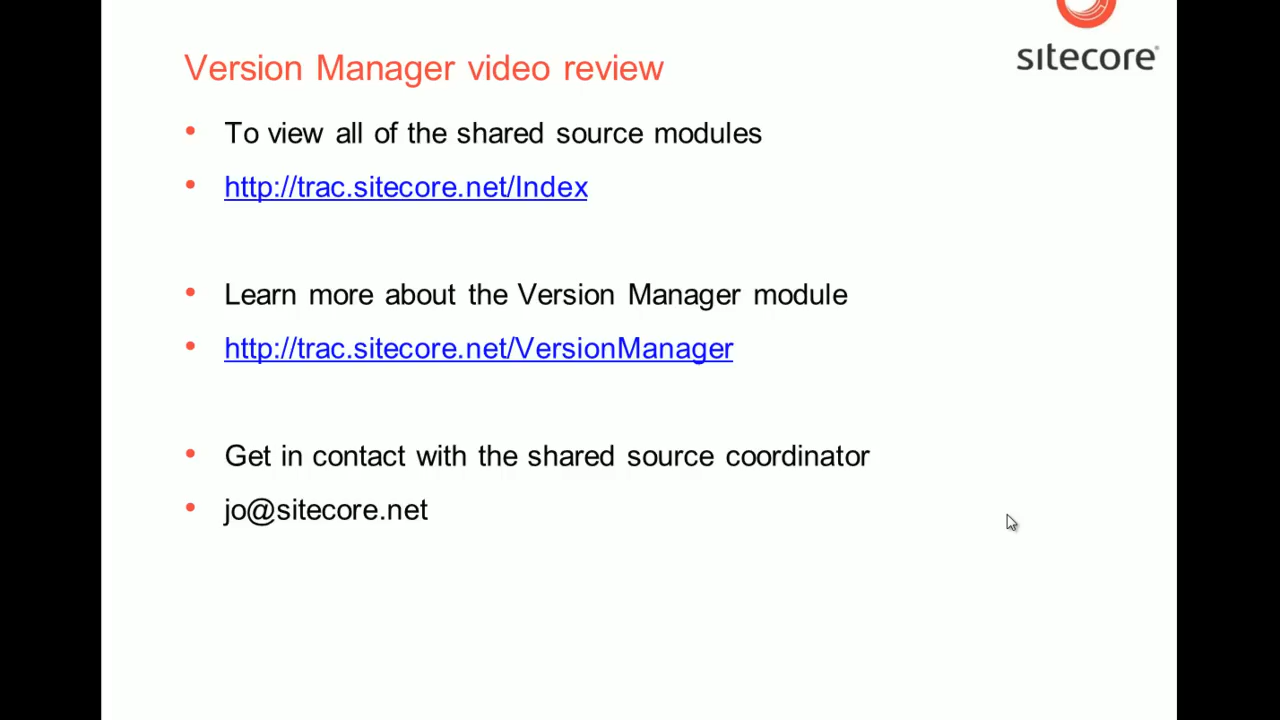 sitecore
Version Manager video review
To view all of the shared source modules
http://trac.sitecore.net/Index
Learn more about the Version Manager module
http://trac.sitecore.net/VersionManager
Get in contact with the shared source coordinator
jo@sitecore.net